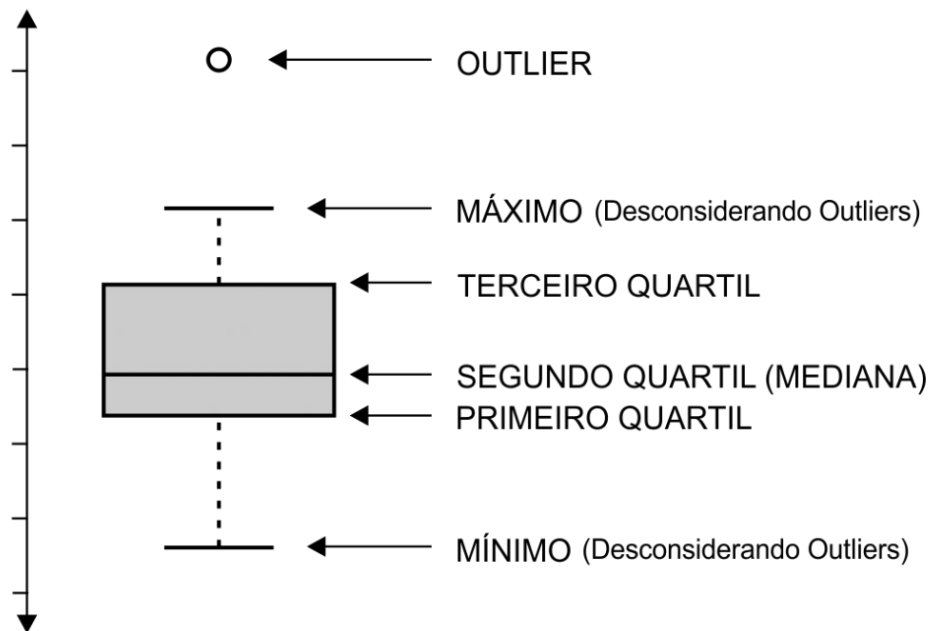 OUTLIER
MÁXIMO (Desconsiderando Outliers)
TERCEIRO QUARTIL
SEGUNDO QUARTIL (MEDIANA)
PRIMEIRO QUARTIL
MÍNIMO (Desconsiderando Outliers)